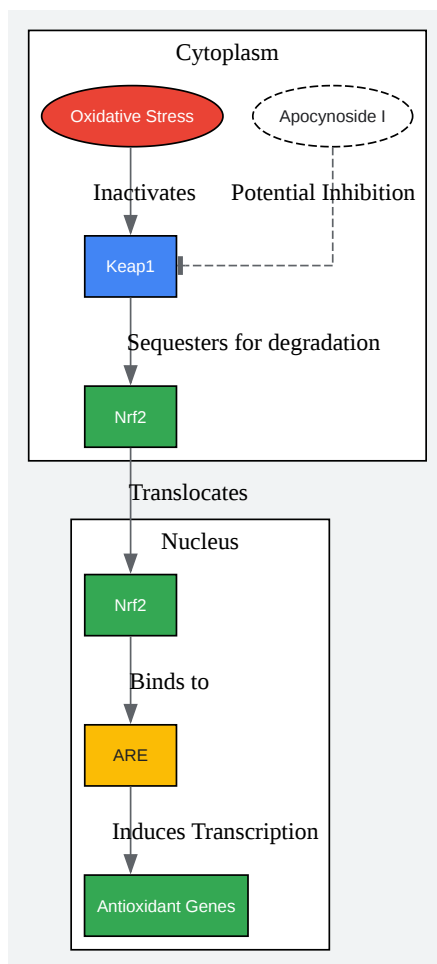 Cytoplasm
Oxidative Stress
Apocynoside I
Inactivates
Potential Inhibition
Keap1
Sequesters for degradation
Nrf2
Translocates
Nucleus
Nrf2
Binds to
ARE
Induces Transcription
Antioxidant Genes